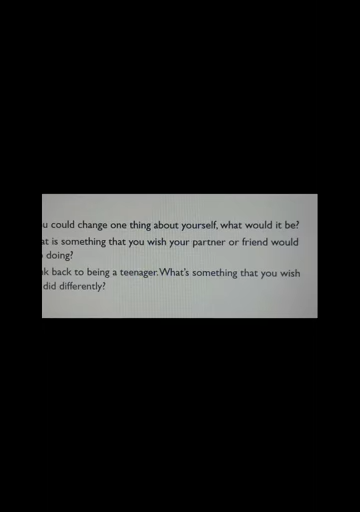 u could change one thing about yourself, what would it be?
at is something that you wish your partner or friend would
doing?
k back to being a teenager. What's something that you wish
did differently?